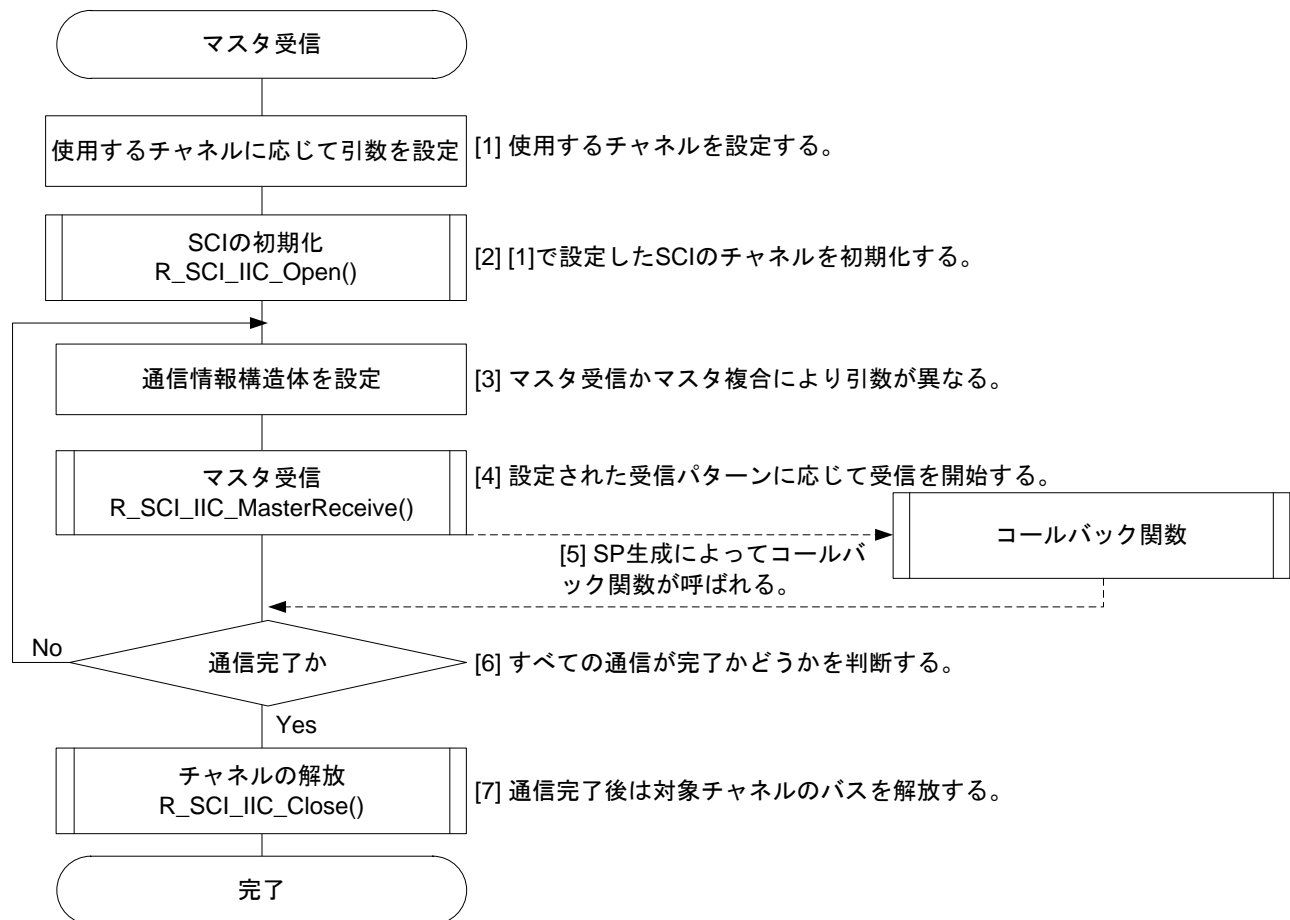 マスタ受信
使用するチャネルに応じて引数を設定
[1] 使用するチャネルを設定する。
SCIの初期化
R_SCI_IIC_Open()
[2] [1]で設定したSCIのチャネルを初期化する。
通信情報構造体を設定
[3] マスタ受信かマスタ複合により引数が異なる。
マスタ受信
R_SCI_IIC_MasterReceive()
[4] 設定された受信パターンに応じて受信を開始する。
コールバック関数
[5] SP生成によってコールバ
ック関数が呼ばれる。
No
通信完了か
[6] すべての通信が完了かどうかを判断する。
Yes
チャネルの解放
R_SCI_IIC_Close()
[7] 通信完了後は対象チャネルのバスを解放する。
完了